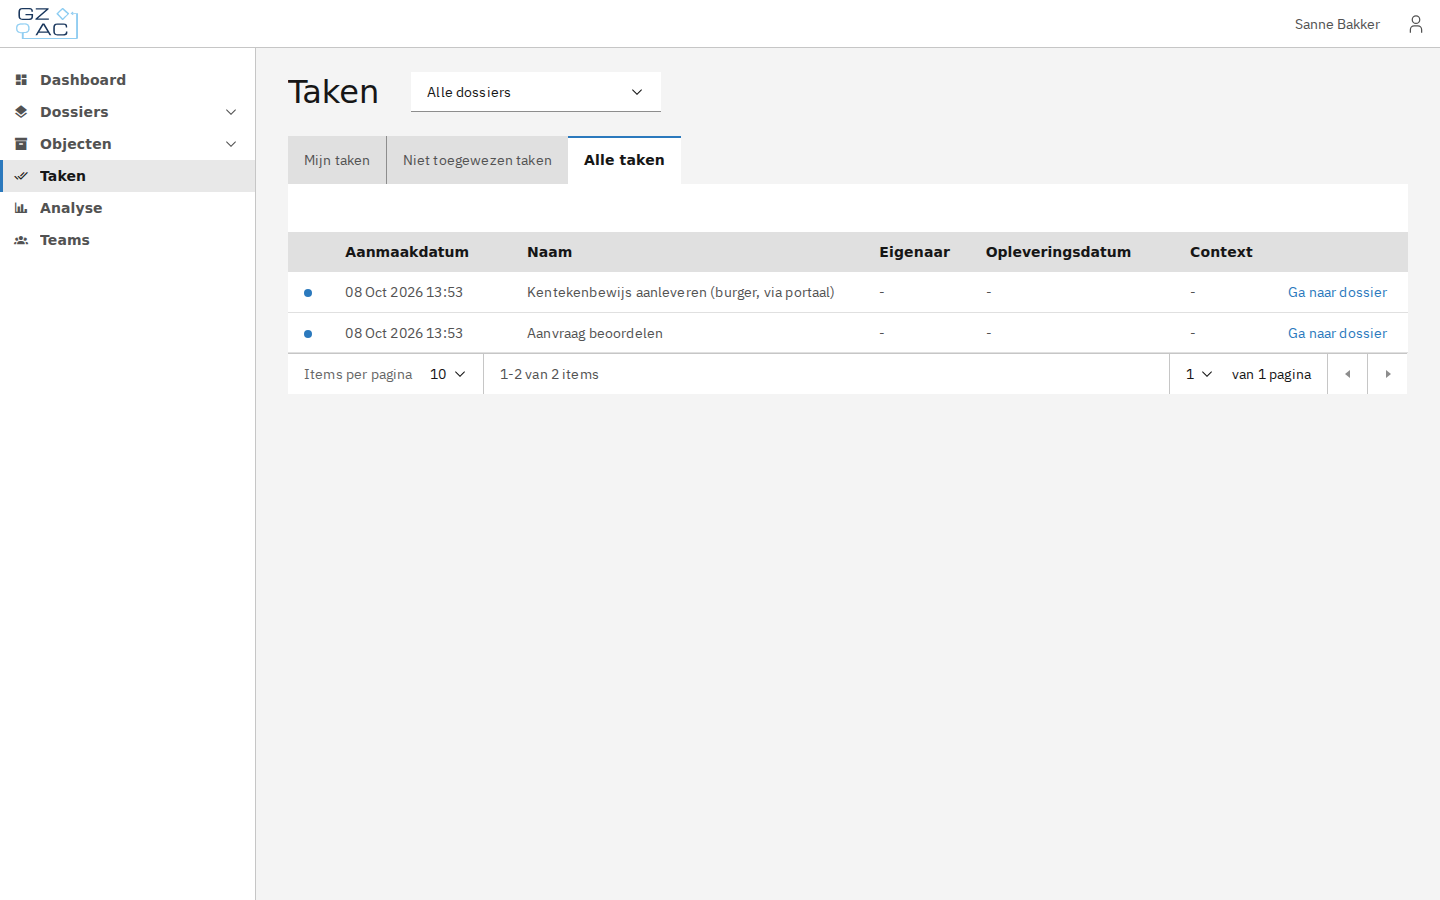 GZAC
Sanne Bakker
Dashboard
Dossiers
Objecten
Taken
Analyse
Teams
Taken
Alle dossiers
Mijn taken Niet toegewezen taken Alle taken
Aanmaakdatum Naam Eigenaar Opleveringsdatum Context
08 Oct 2026 13:53 Kentekenbewijs aanleveren (burger, via portaal) - - - Ga naar dossier
08 Oct 2026 13:53 Aanvraag beoordelen - - - Ga naar dossier
Items per pagina 10 1-2 van 2 items 1 van 1 pagina